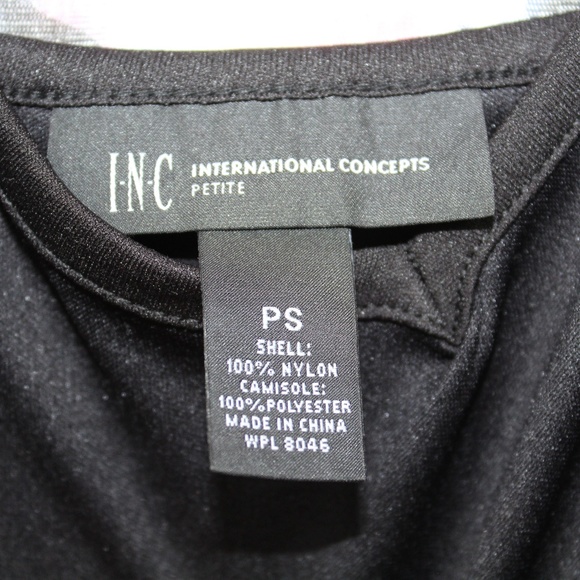 I·N·C INTERNATIONAL CONCEPTS
PETITE
PS
SHELL:
100% NYLON
CAMISOLE:
100%POLYESTER
MADE IN CHINA
WPL 8046